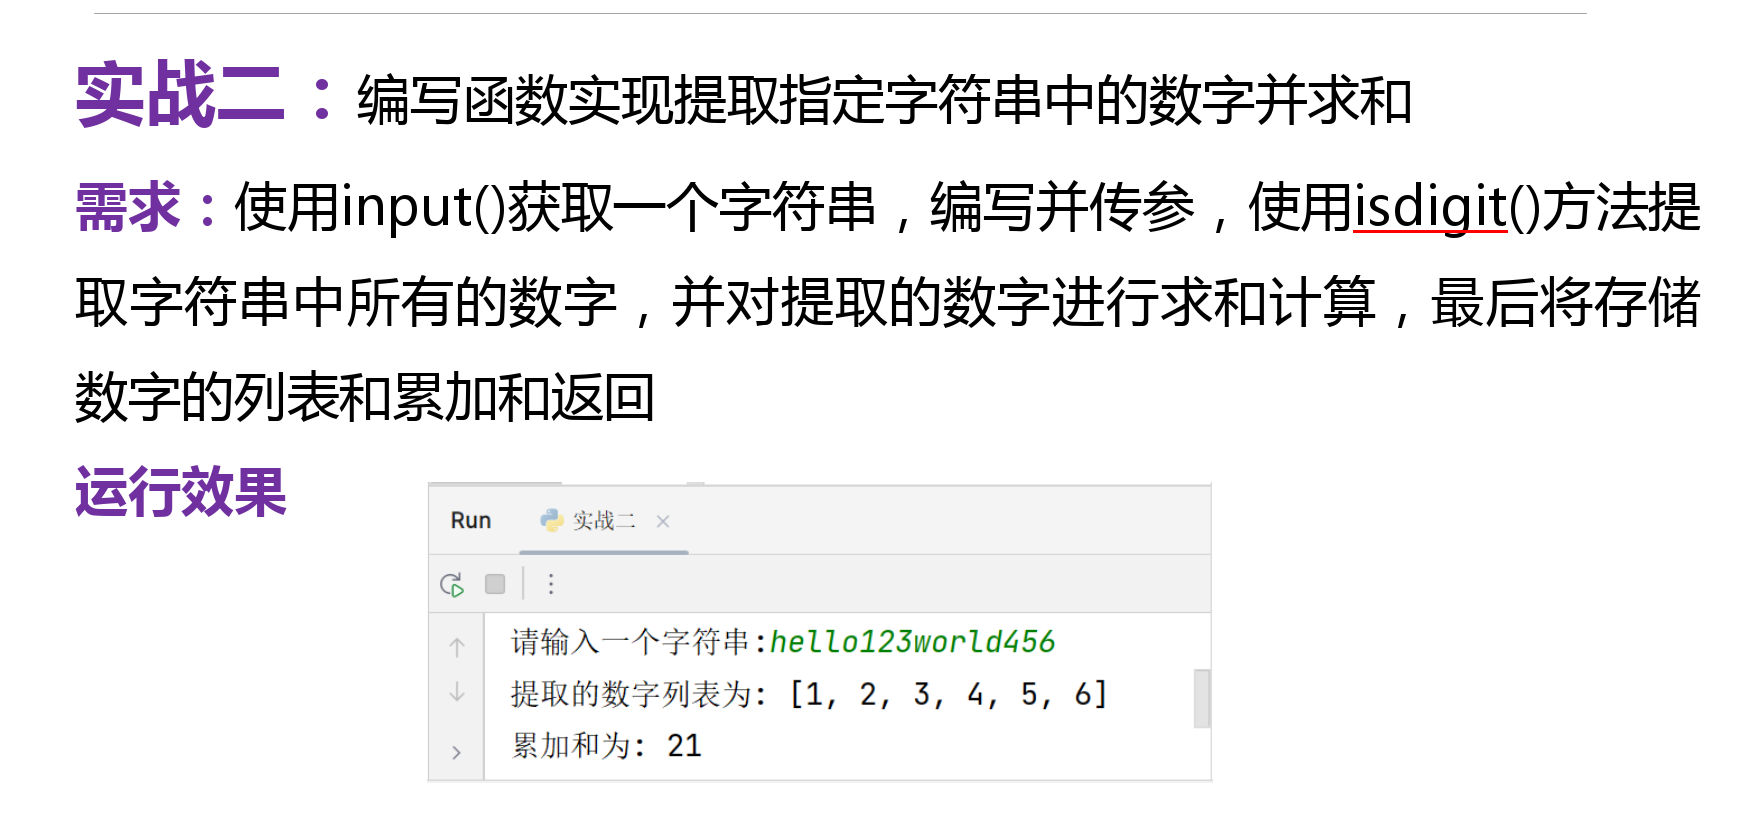 实战二：编写函数实现提取指定字符串中的数字并求和
需求：使用input()获取一个字符串，编写并传参，使用isdigit()方法提
取字符串中所有的数字，并对提取的数字进行求和计算，最后将存储
数字的列表和累加和返回
运行效果
Run 实战二
请输入一个字符串:hello123world456
提取的数字列表为: [1, 2, 3, 4, 5, 6]
累加和为: 21